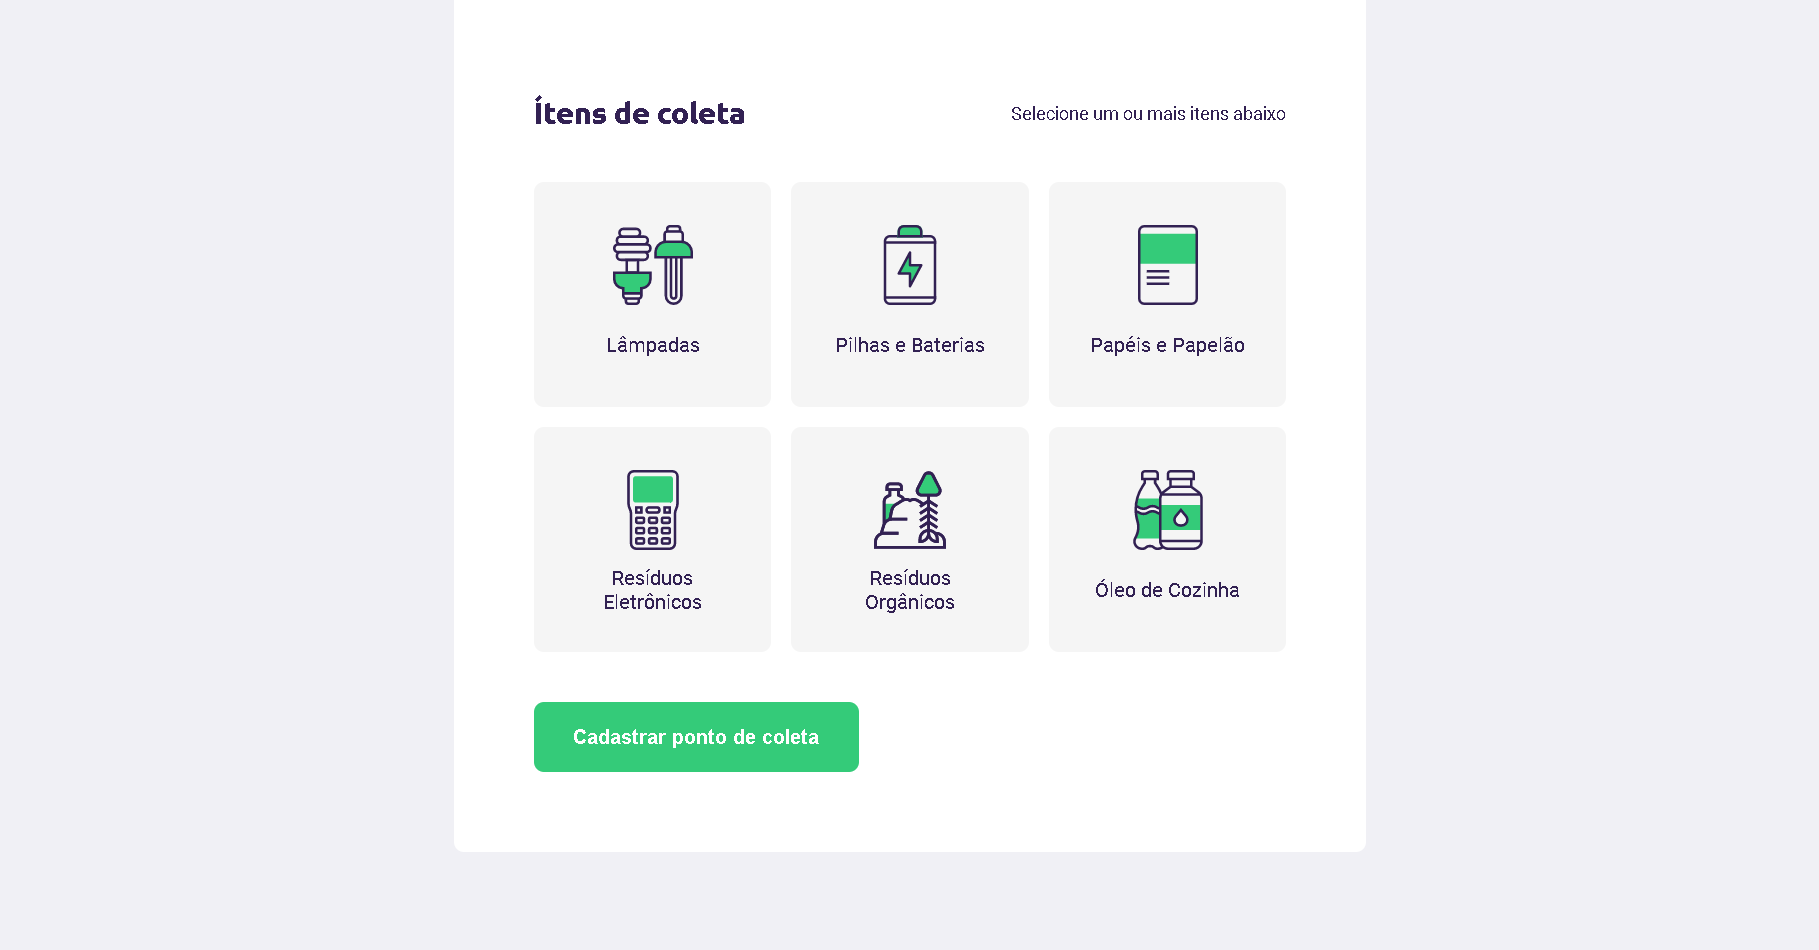 Ítens de coleta
Selecione um ou mais itens abaixo
Lâmpadas
Pilhas e Baterias
Papéis e Papelão
Resíduos
Eletrônicos
Resíduos
Orgânicos
Óleo de Cozinha
Cadastrar ponto de coleta